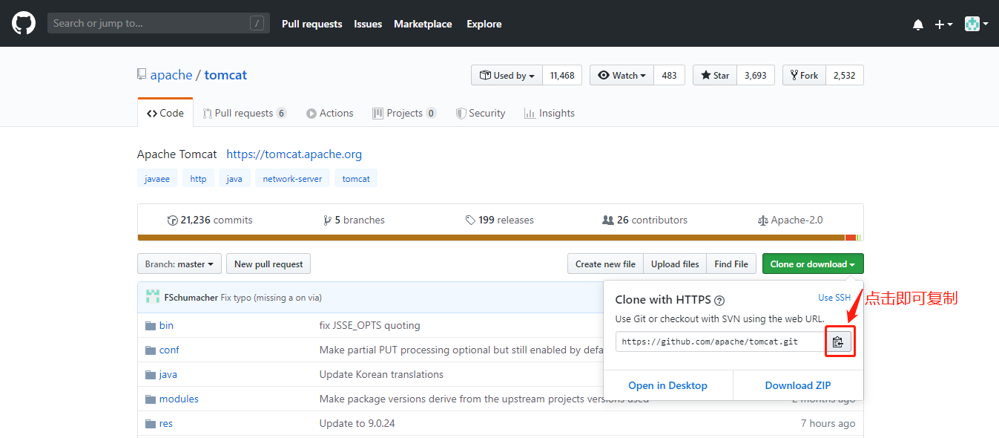 Search or jump to... /
Pull requests Issues Marketplace Explore
apache / tomcat
Used by 11,468 Watch 483 Star 3,693 Fork 2,532
Code Pull requests 6 Actions Projects 0 Security Insights
Apache Tomcat https://tomcat.apache.org
javaee http java network-server tomcat
21,236 commits 5 branches 199 releases 26 contributors Apache-2.0
Branch: master New pull request Create new file Upload files Find File Clone or download
FSchumacher Fix typo (missing a on via)
Clone with HTTPS ? Use SSH
点击即可复制
Use Git or checkout with SVN using the web URL.
https://github.com/apache/tomcat.git
Open in Desktop Download ZIP
bin fix JSSE_OPTS quoting
conf Make partial PUT processing optional but still enabled by defa
java Update Korean translations
modules Make package versions derive from the upstream projects versions used 2 months ago
res Update to 9.0.24 7 hours ago